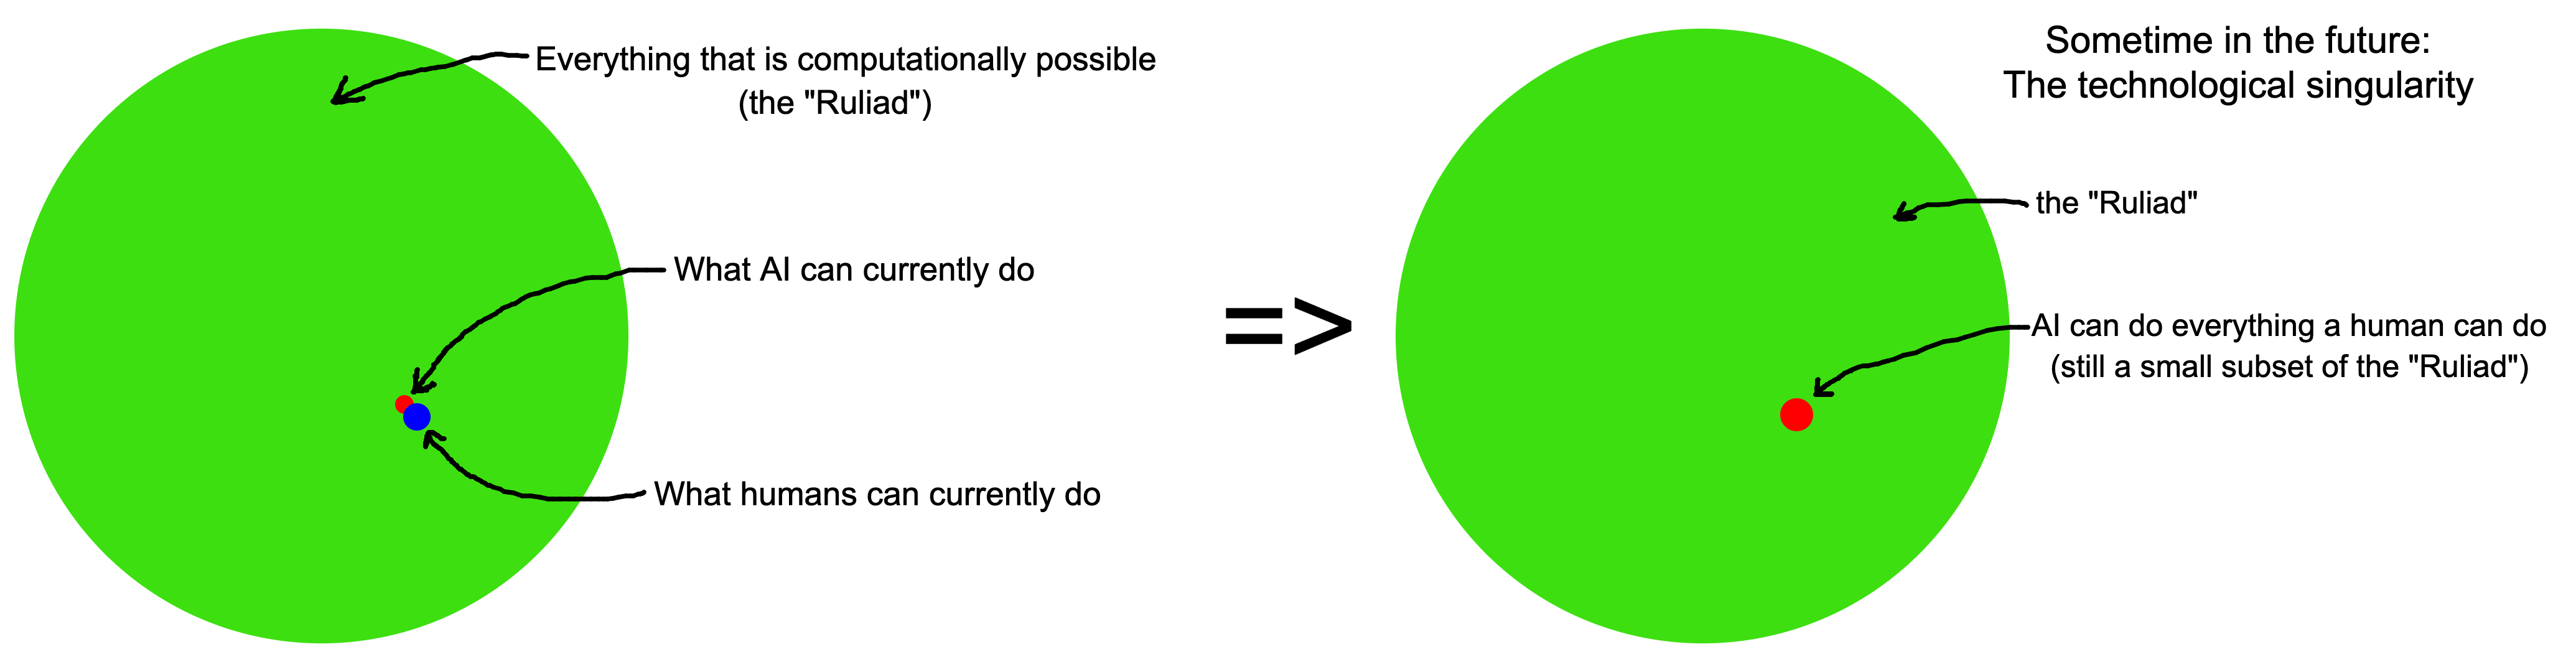 Everything that is computationally possible
(the "Ruliad")
What AI can currently do
What humans can currently do
=>
Sometime in the future:
The technological singularity
the "Ruliad"
AI can do everything a human can do
(still a small subset of the "Ruliad")